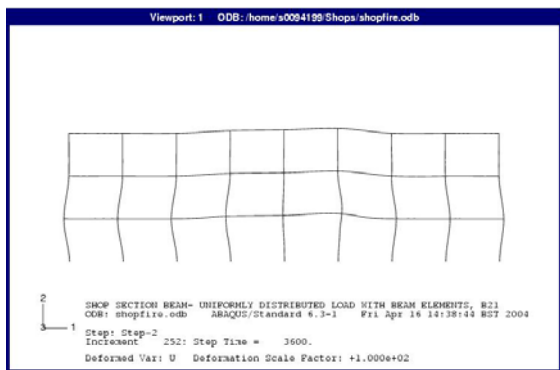 Viewport: 1 ODB: /home/s0094199/Shops/shopfire.odb
2
3 1
SHOP SECTION BEAM- UNIFORMLY DISTRIBUTED LOAD WITH BEAM ELEMENTS, B21
ODB: shopfire.odb ABAQUS/Standard 6.3-1 Fri Apr 16 14:38:44 BST 2004
Step: Step-2
Increment 252: Step Time = 3600.
Deformed Var: U Deformation Scale Factor: +1.000e+02